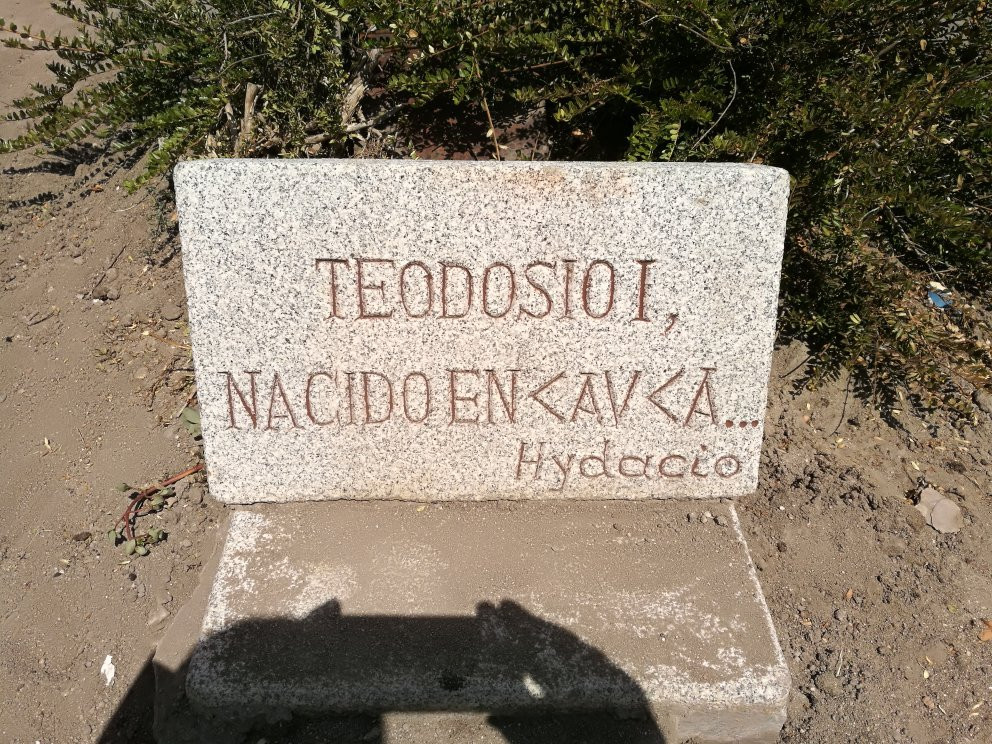 TEODOSIO I,
NACIDO EN CAVCA...
Hydacio